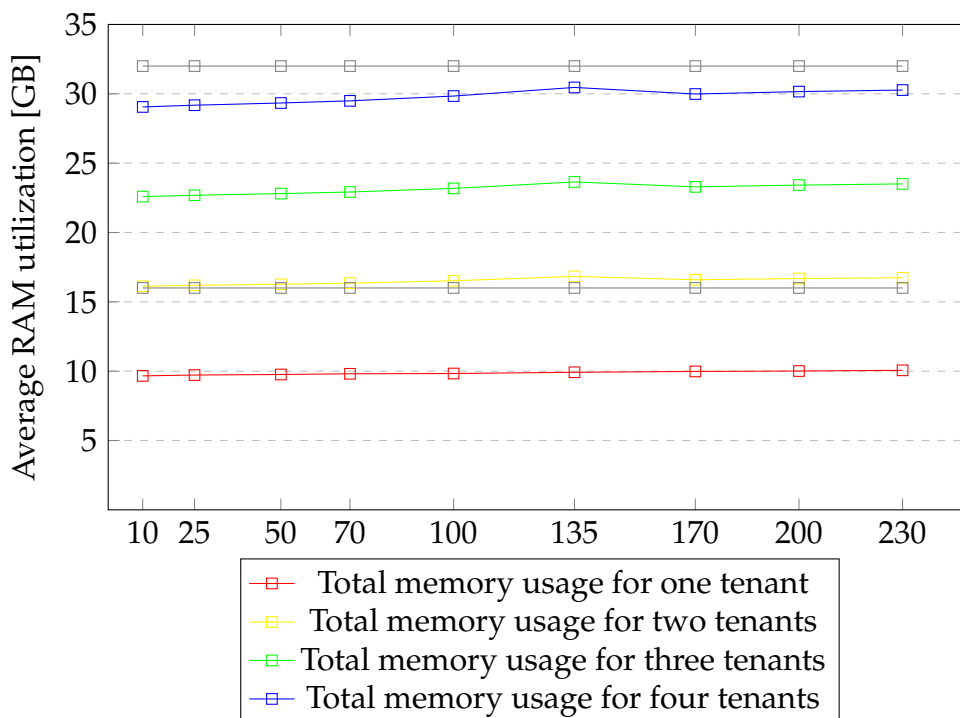 35
30
25
20
15
10
5
Average RAM utilization [GB]
10 25 50 70 100 135 170 200 230
Total memory usage for one tenant
Total memory usage for two tenants
Total memory usage for three tenants
Total memory usage for four tenants